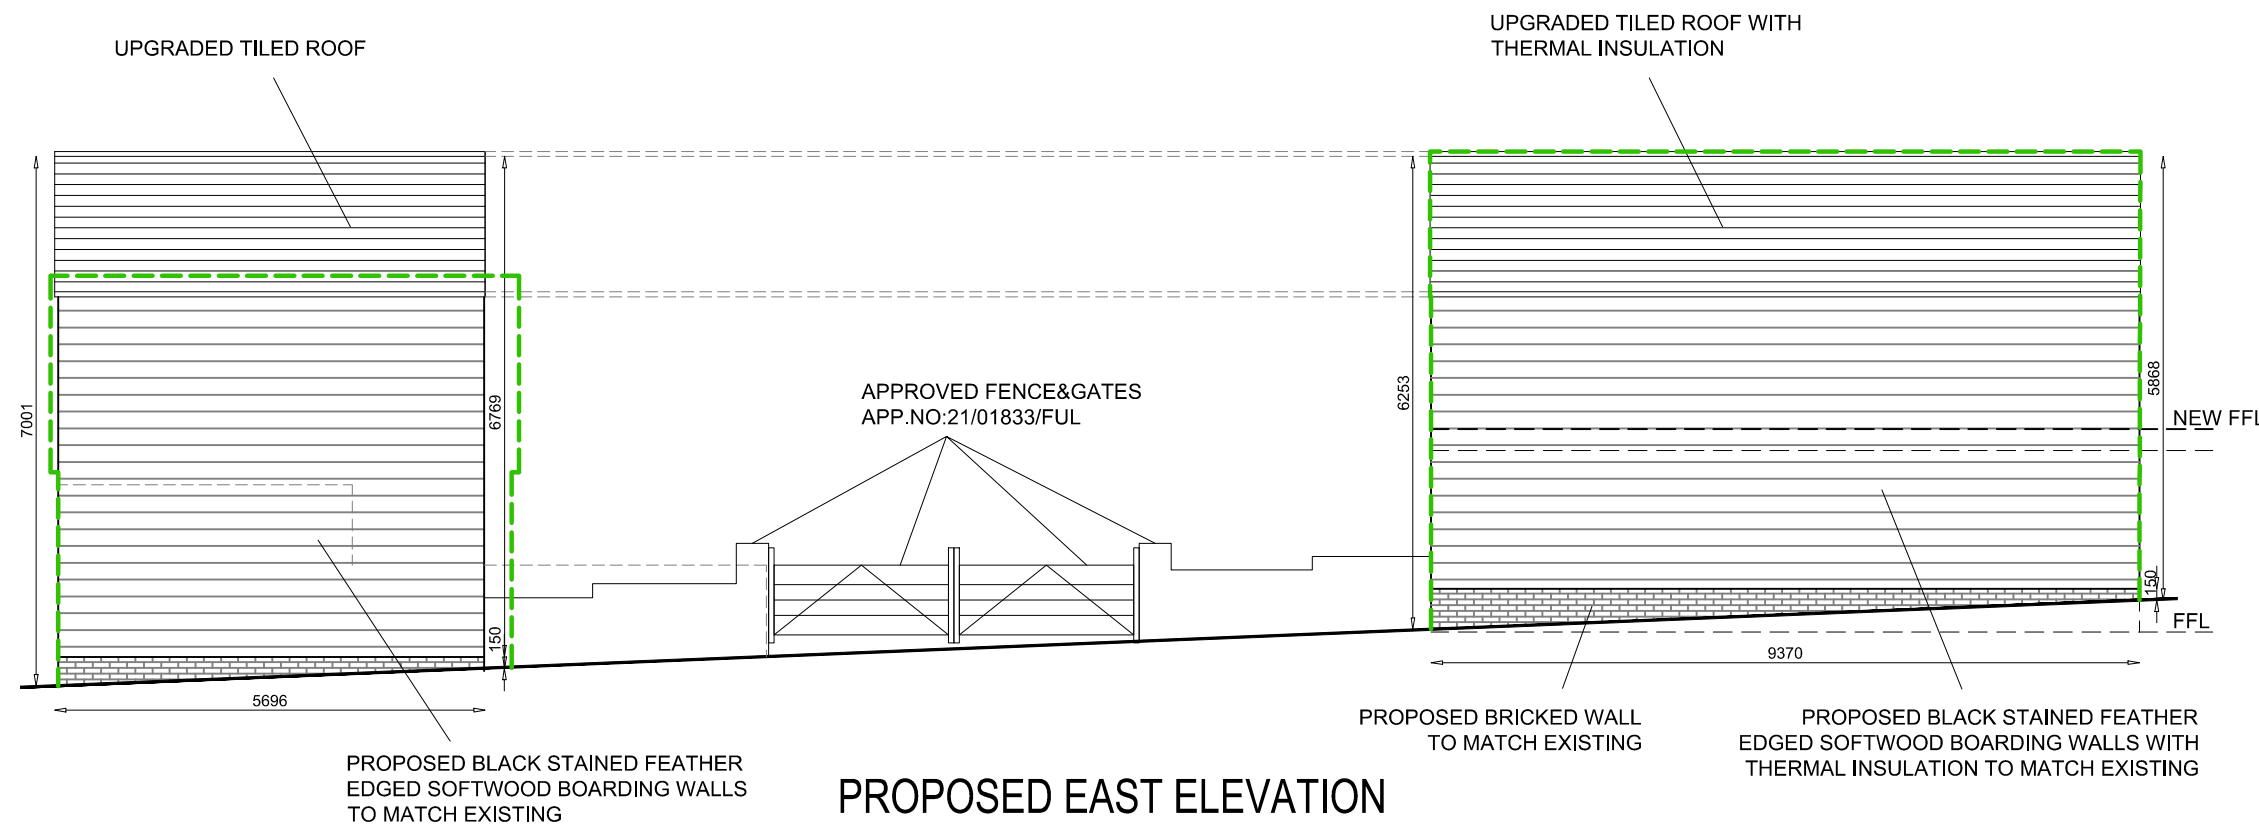 UPGRADED TILED ROOF
UPGRADED TILED ROOF WITH
THERMAL INSULATION
7001
6769
150
5696
APPROVED FENCE&GATES
APP.NO:21/01833/FUL
6253
5868
NEW FFL
150
FFL
9370
PROPOSED BLACK STAINED FEATHER
EDGED SOFTWOOD BOARDING WALLS
TO MATCH EXISTING
PROPOSED BRICKED WALL
TO MATCH EXISTING
PROPOSED BLACK STAINED FEATHER
EDGED SOFTWOOD BOARDING WALLS WITH
THERMAL INSULATION TO MATCH EXISTING
PROPOSED EAST ELEVATION